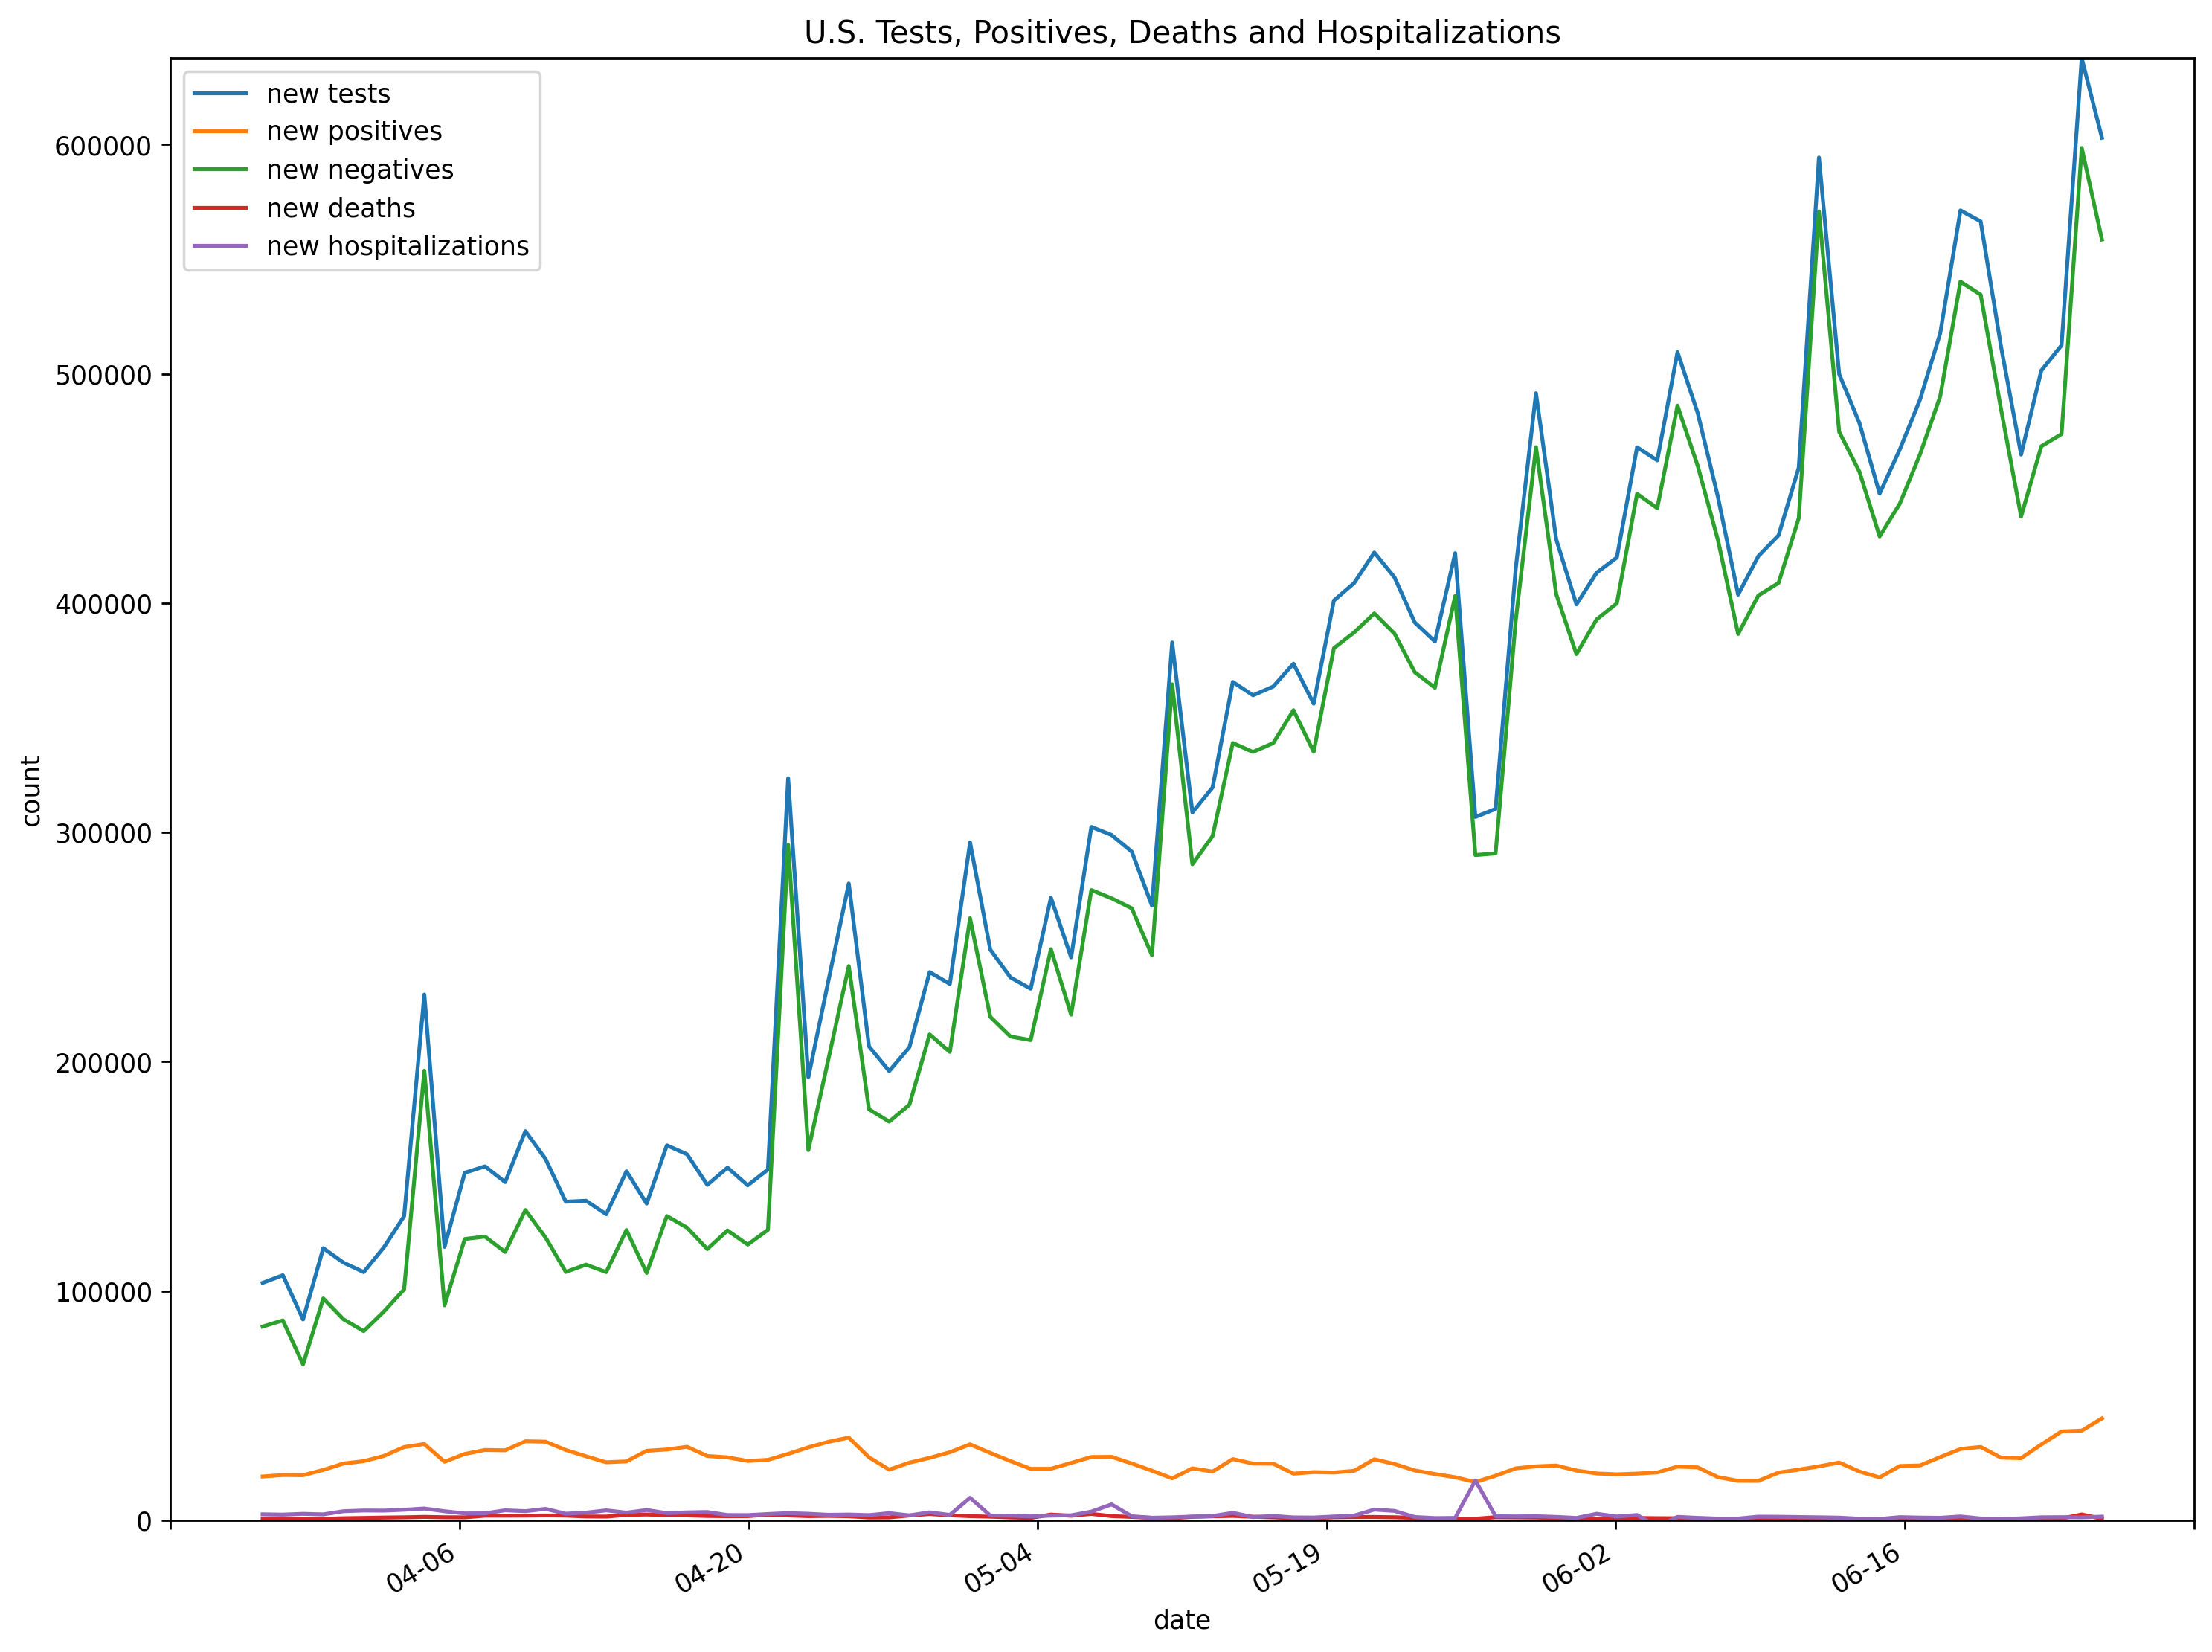 U.S. Tests, Positives, Deaths and Hospitalizations
new tests
new positives
new negatives
new deaths
new hospitalizations
600000
500000
400000
300000
200000
100000
0
count
04-06
04-20
05-04
05-19
06-02
06-16
date